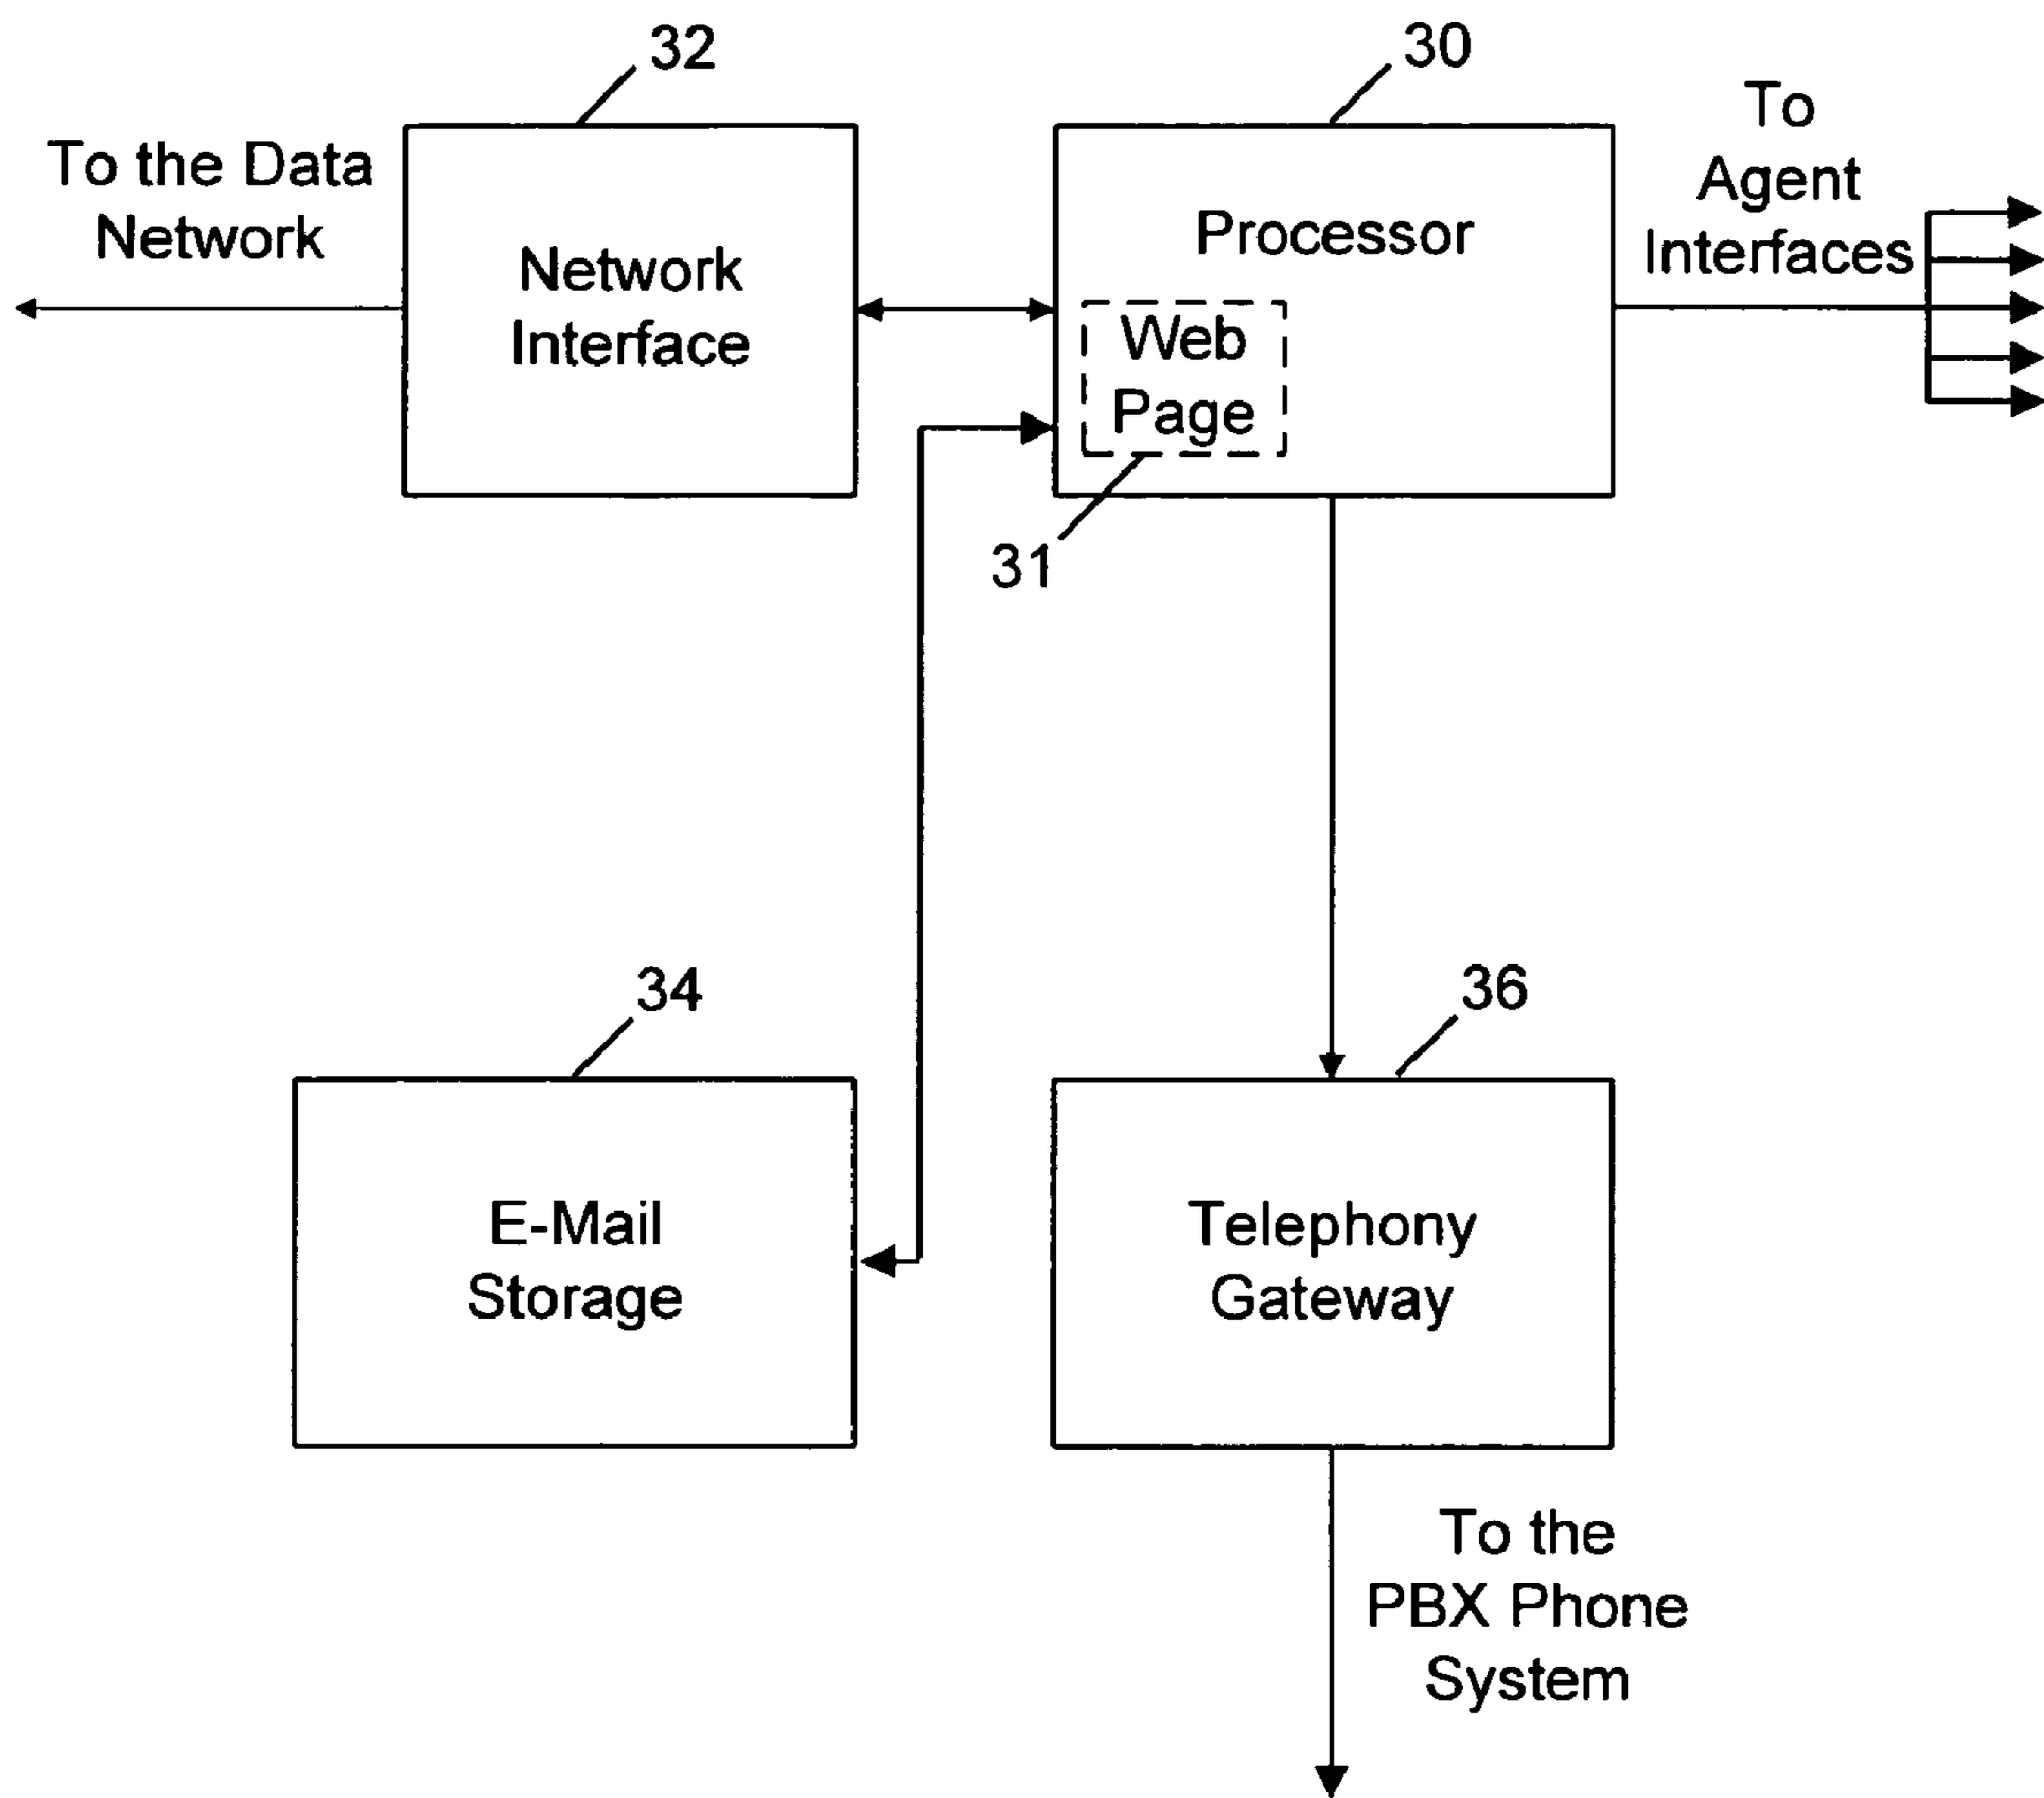 32
30
To the Data
Network
Network
Interface
Processor
Web
Page
31
To
Agent
Interfaces
34
36
E-Mail
Storage
Telephony
Gateway
To the
PBX Phone
System